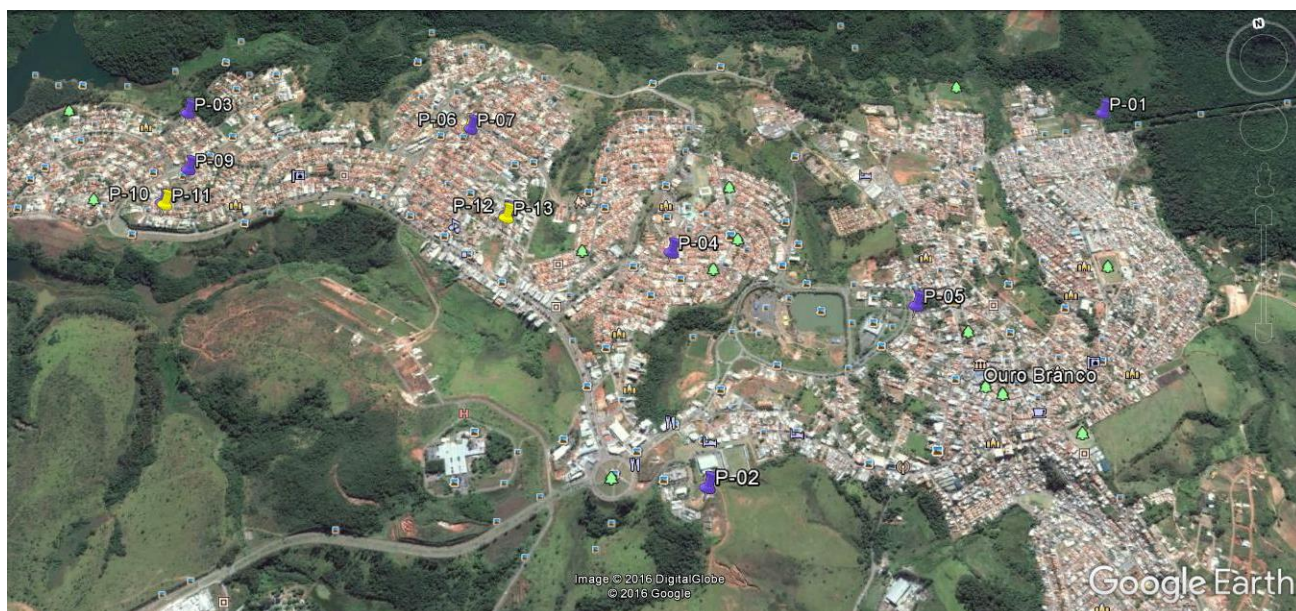 N
P-03
P-06
P-07
P-01
P-09
P-10
P-11
P-12
P-13
P-04
P-05
Ouro Branco
H
P-02
Image © 2016 DigitalGlobe
© 2016 Google
Google Earth